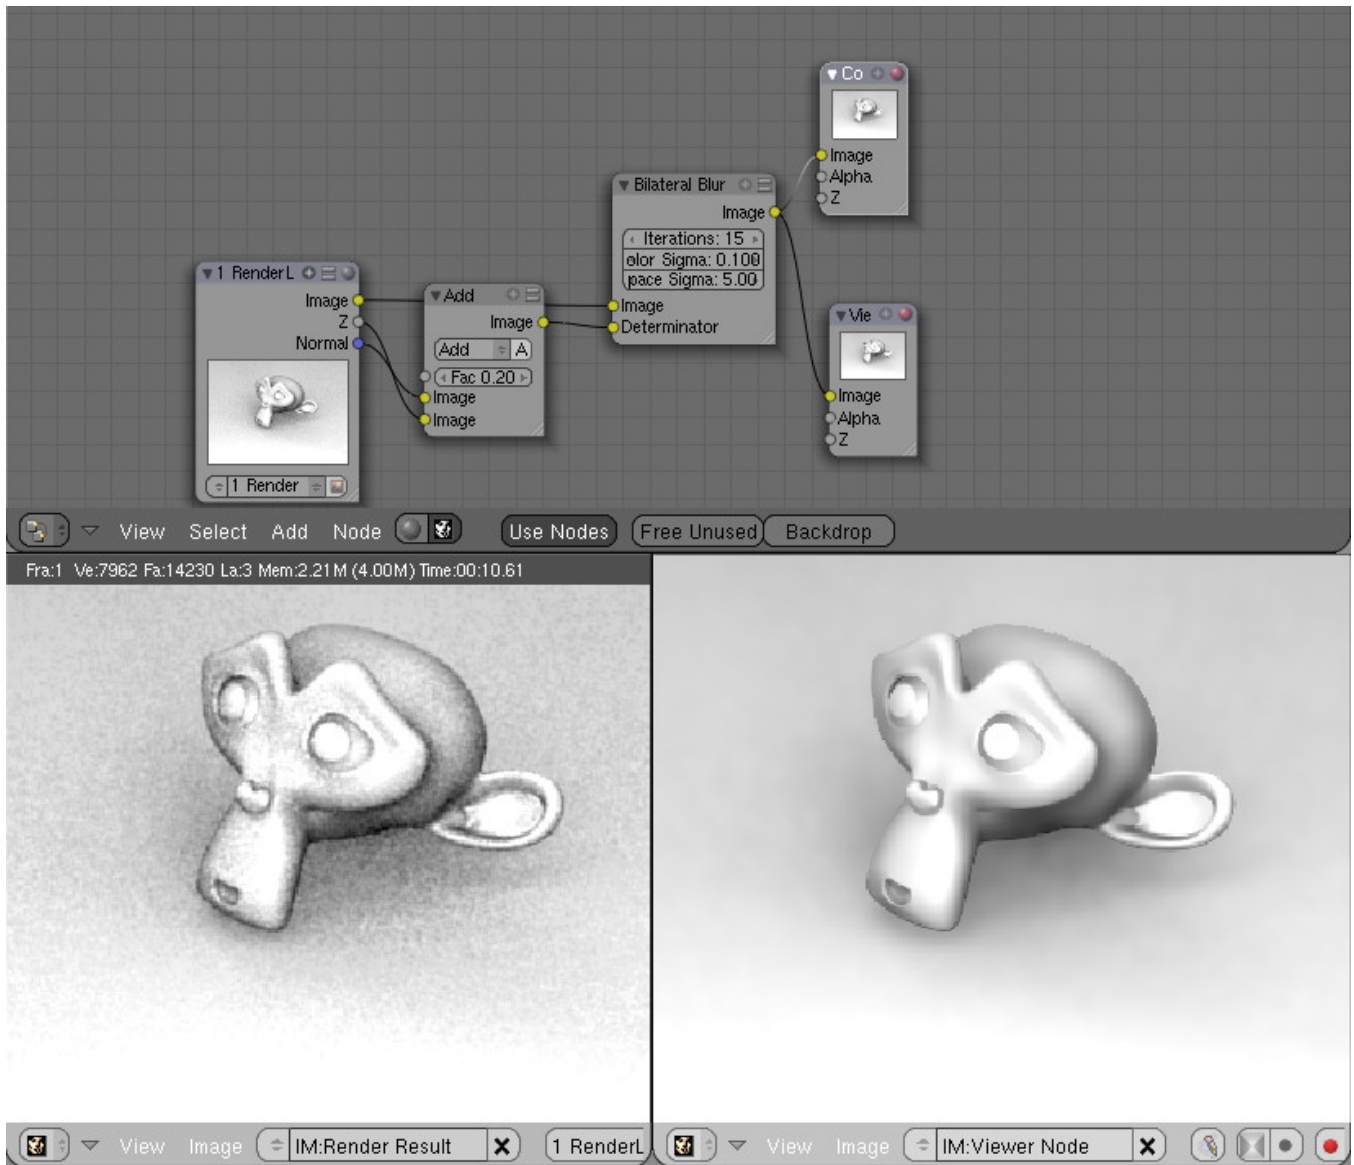 Co
Image
Alpha
Z
Bilateral Blur
Image
Iterations: 15
olor Sigma: 0.100
pace Sigma: 5.00
Image
Determinator
1 RenderL
Image
Z
Normal
1 Render
Add
Image
Add A
Fac 0.20
Image
Image
Vie
Image
Alpha
Z
View Select Add Node Use Nodes Free Unused Backdrop
Fra:1 Ve:7962 Fa:14230 La:3 Mem:2.21M (4.00M) Time:00:10.61
View Image IM:Render Result 1 RenderL
View Image IM:Viewer Node